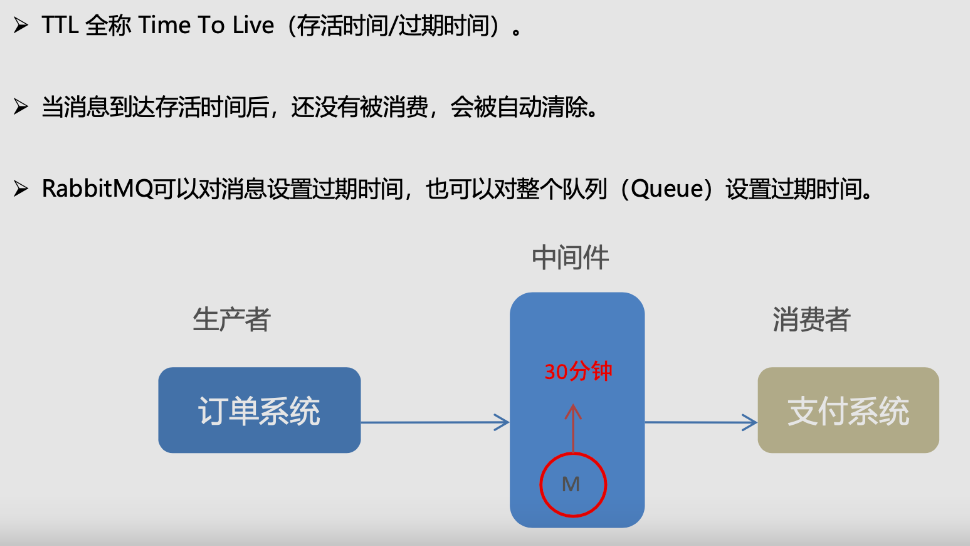 ➢ TTL 全称 Time To Live（存活时间/过期时间）。
➢ 当消息到达存活时间后，还没有被消费，会被自动清除。
➢ RabbitMQ可以对消息设置过期时间，也可以对整个队列（Queue）设置过期时间。
中间件
生产者
消费者
30分钟
订单系统
支付系统
M